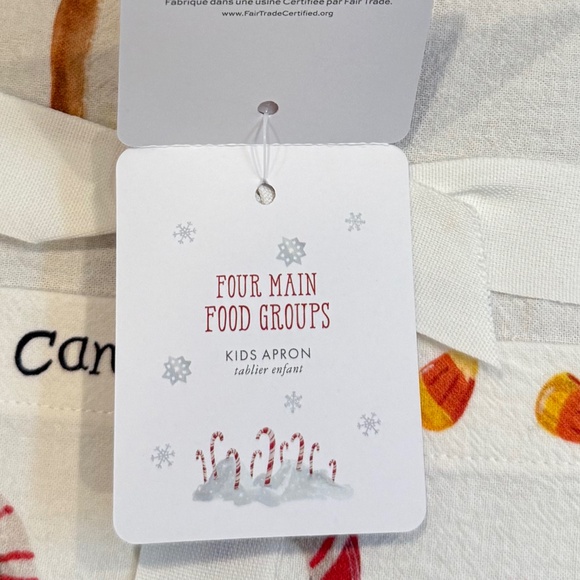 Fabriqué dans une usine Certifiée par Fair Trade.
www.FairTradeCertified.org
FOUR MAIN
FOOD GROUPS
KIDS APRON
tablier enfant
Can